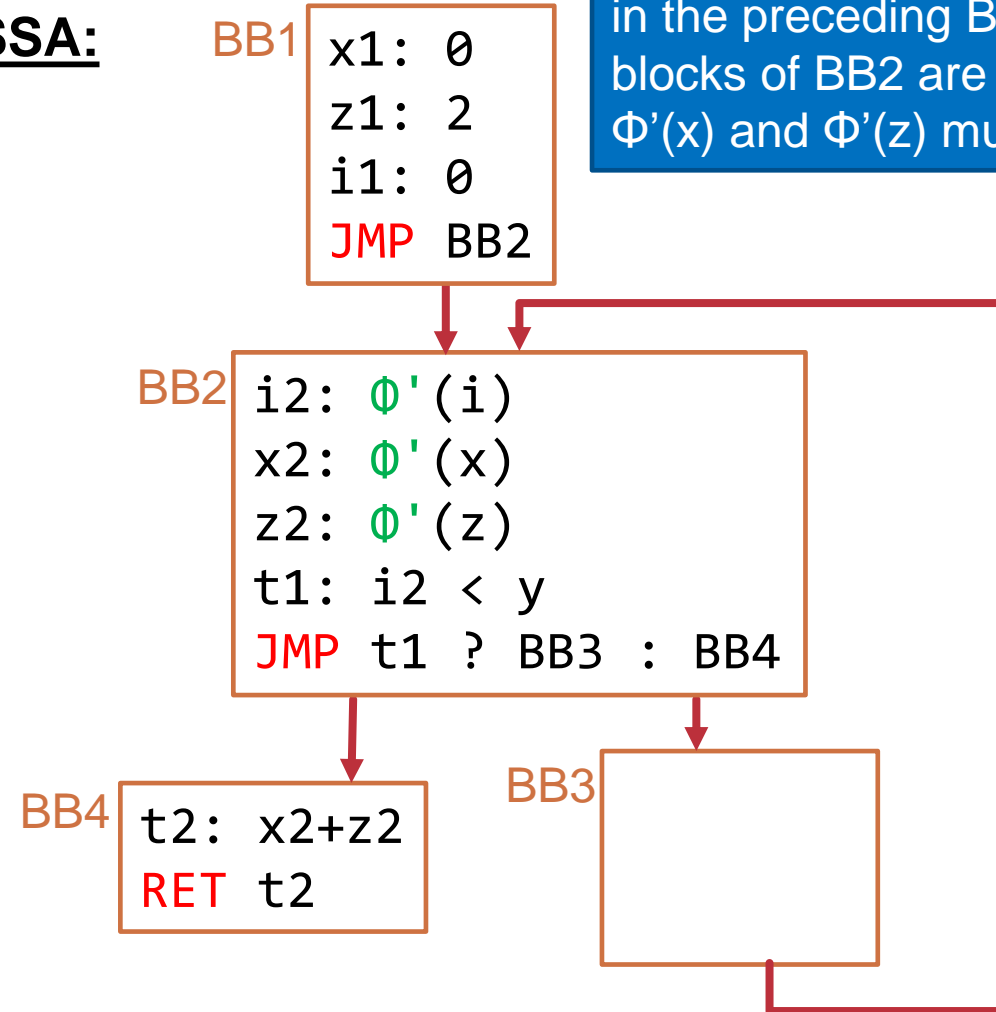 SSA:
BB1
x1: 0
z1: 2
i1: 0
JMP BB2
in the preceding
blocks of BB2 are
Φ’(x) and Φ’(z)
BB2
i2: Φ'(i)
x2: Φ'(x)
z2: Φ'(z)
t1: i2 < y
JMP t1 ? BB3 : BB4
BB4
t2: x2+z2
RET t2
BB3